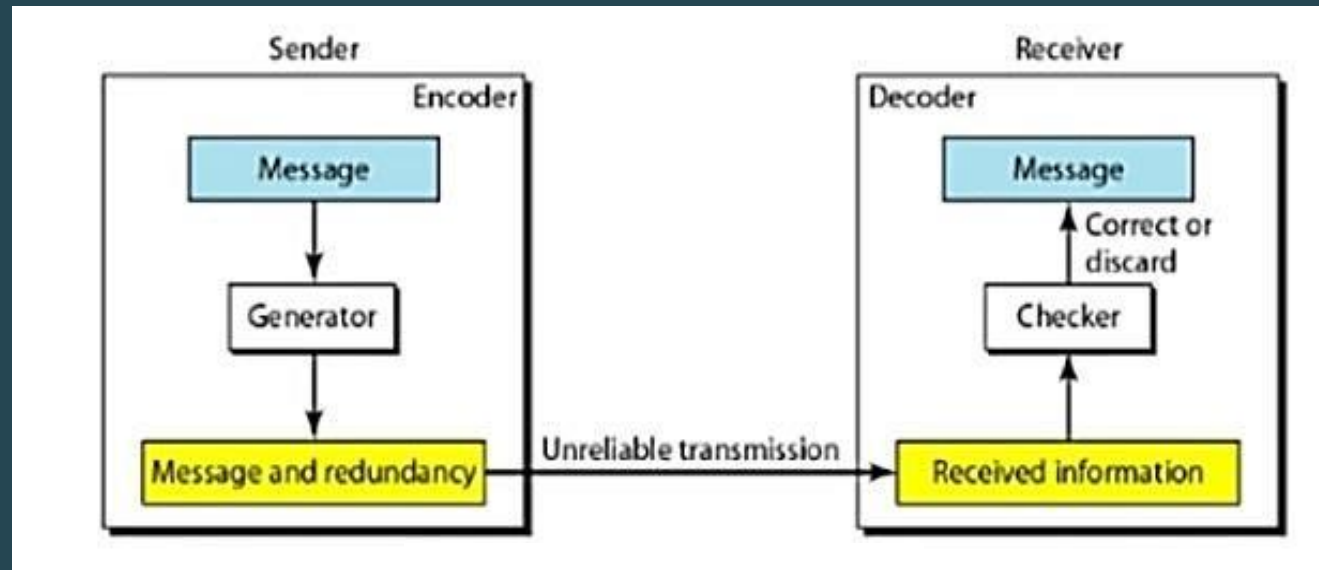 Sender
Encoder
Message
Generator
Message and redundancy
Unreliable transmission
Receiver
Decoder
Message
Correct or
discard
Checker
Received information